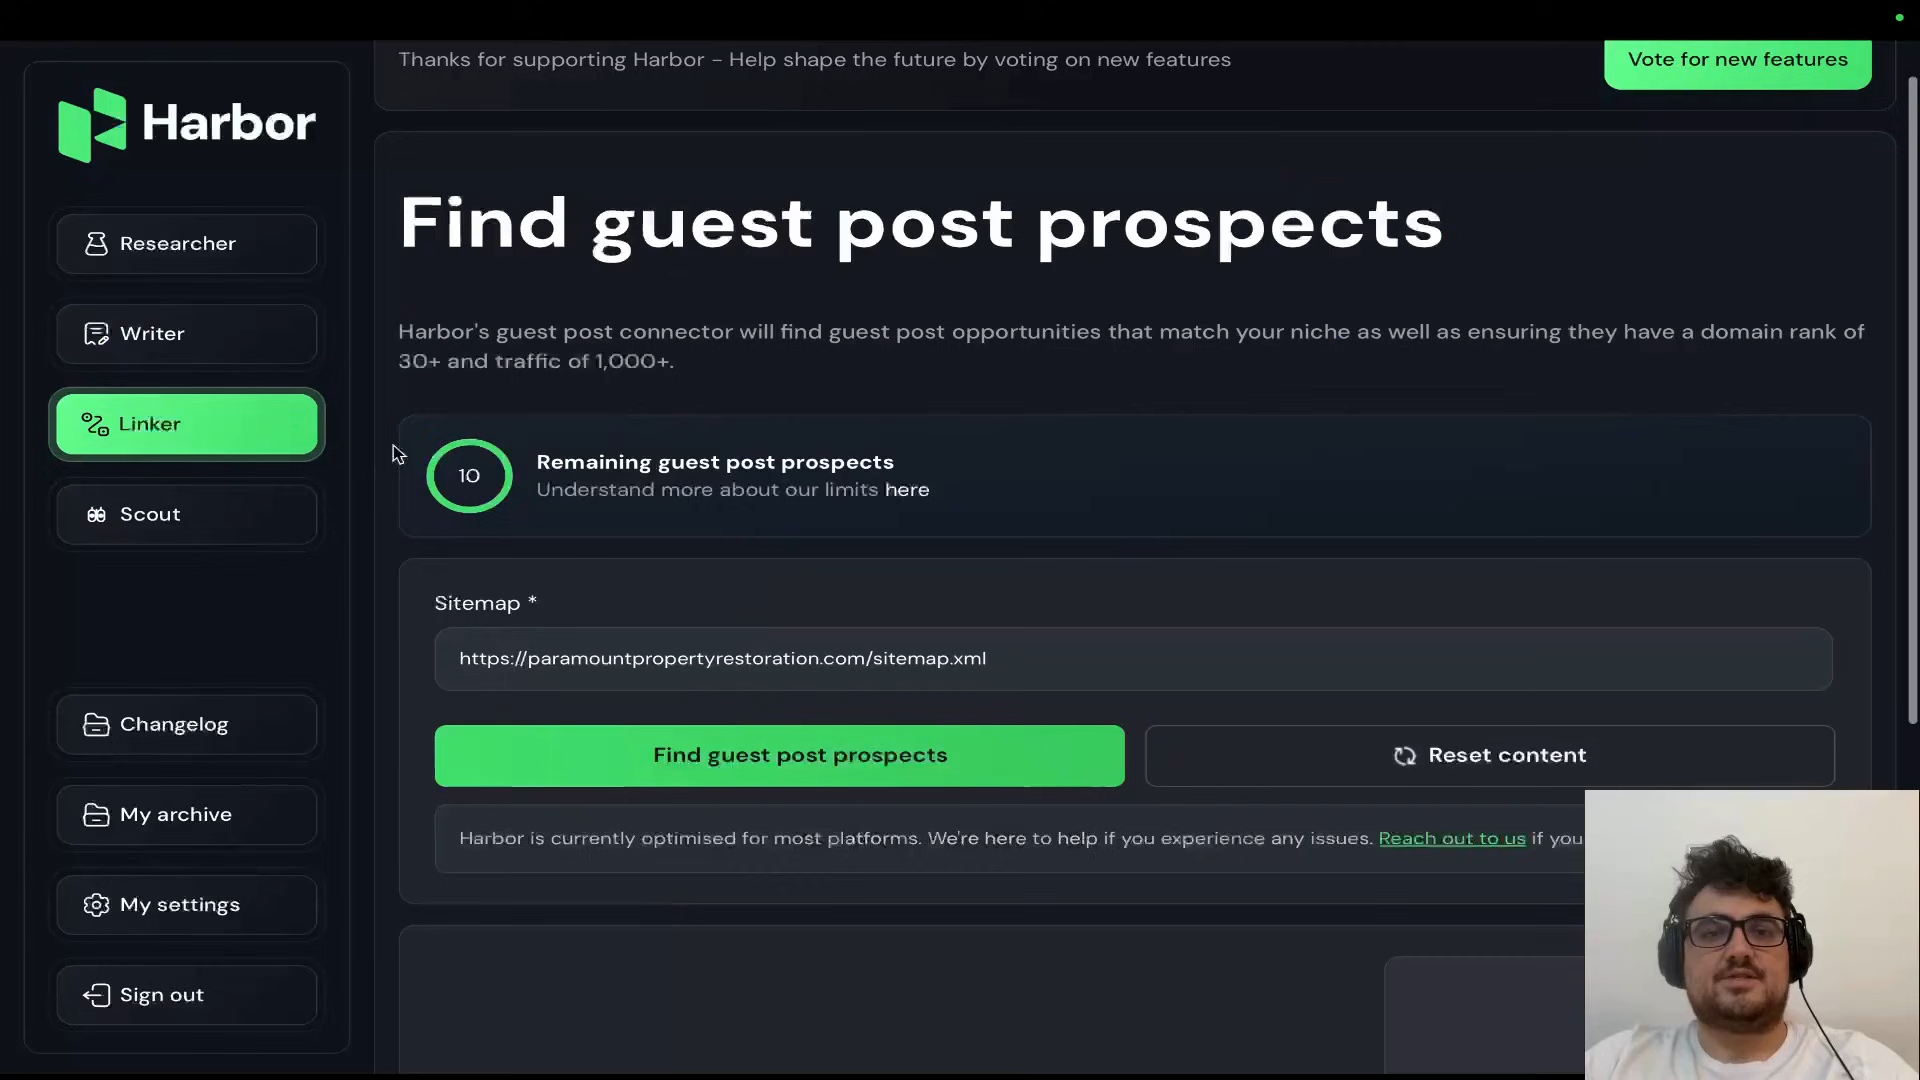 Thanks for supporting Harbor – Help shape the future by voting on new features
Vote for new features
Harbor
Researcher
Writer
Linker
Scout
Changelog
My archive
My settings
Sign out
Find guest post prospects
Harbor's guest post connector will find guest post opportunities that match your niche as well as ensuring they have a domain rank of
30+ and traffic of 1,000+.
10
Remaining guest post prospects
Understand more about our limits here
Sitemap *
https://paramountpropertyrestoration.com/sitemap.xml
Find guest post prospects
Reset content
Harbor is currently optimised for most platforms. We're here to help if you experience any issues. Reach out to us if you